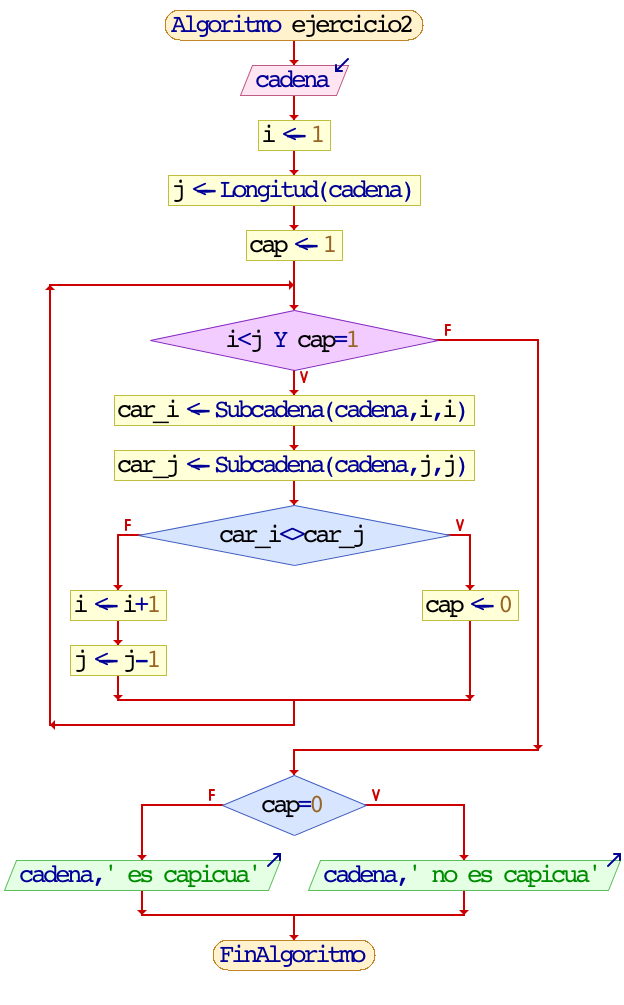 Algoritmo ejercicio2
cadena
i ← 1
j ← Longitud(cadena)
cap ← 1
i<j Y cap=1
F
V
car_i ← Subcadena(cadena,i,i)
car_j ← Subcadena(cadena,j,j)
car_i<>car_j
F
V
i ← i+1
cap ← 0
j ← j-1
cap=0
F
V
cadena,' es capicua'
cadena,' no es capicua'
FinAlgoritmo